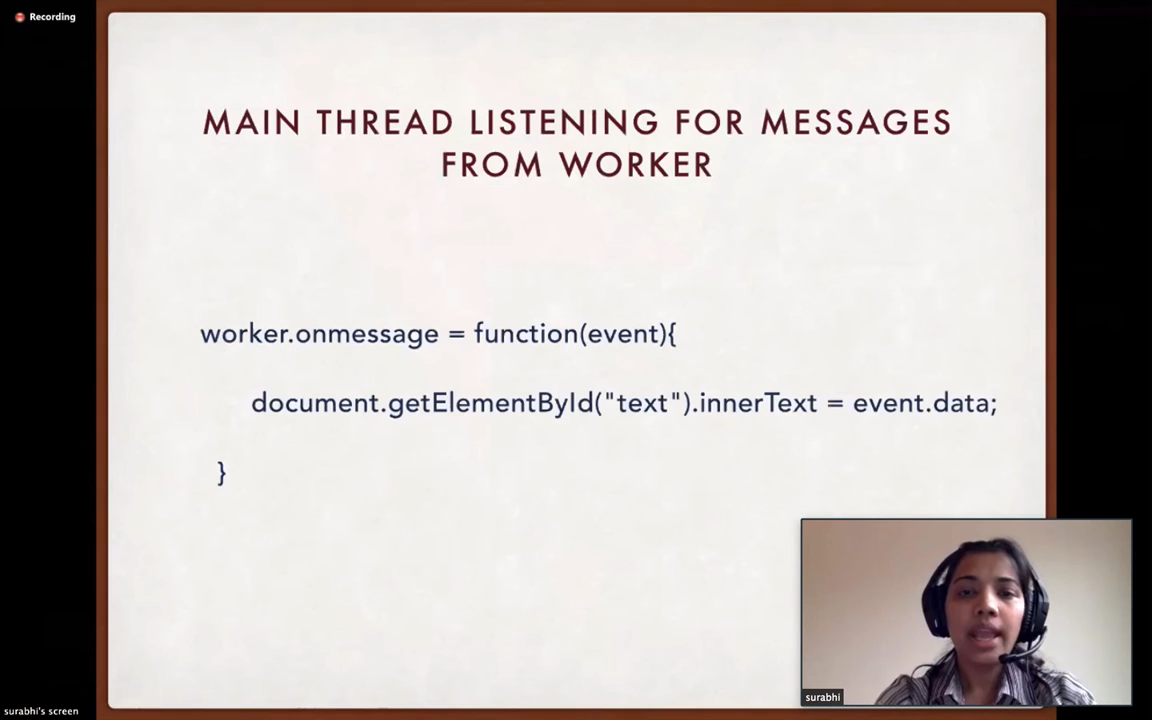 Recording
MAIN THREAD LISTENING FOR MESSAGES
FROM WORKER
worker.onmessage = function(event){
document.getElementById("text").innerText = event.data;
}
surabhi
surabhi's screen